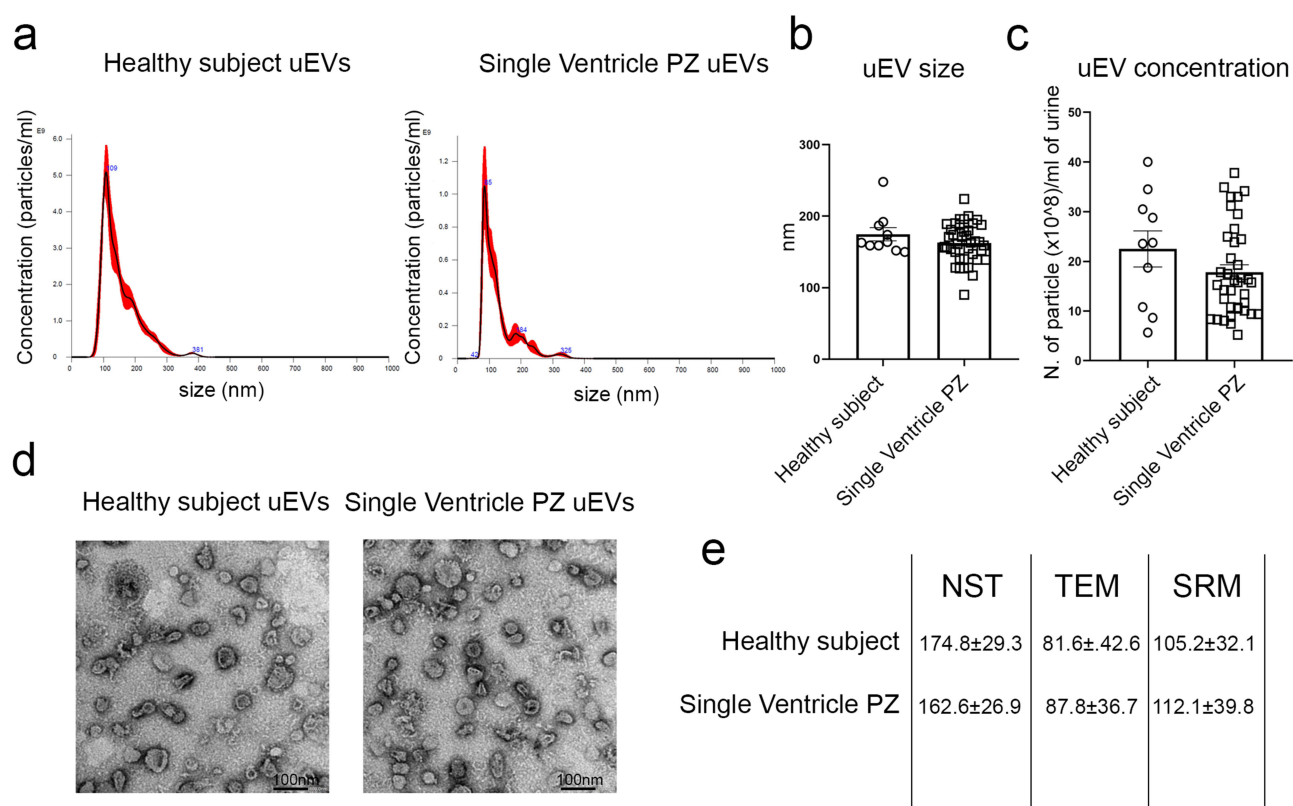 a
Healthy subject uEVs
Single Ventricle PZ uEVs
Concentration (particles/ml)
E9
6.0
5.0
4.0
3.0
2.0
1.0
0
09
381
0 100 200 300 400 500 600 700 800 900 1000
size (nm)
Concentration (particles/ml)
E9
1.2
1.0
0.8
0.6
0.4
0.2
0
42
84
325
0 100 200 300 400 500 600 700 800 900 1000
size (nm)
b
uEV size
nm
300
200
100
0
Healthy subject
Single Ventricle PZ
c
uEV concentration
N. of particle (x10^8)/ml of urine
50
40
30
20
10
0
Healthy subject
Single Ventricle PZ
d
Healthy subject uEVs
Single Ventricle PZ uEVs
100nm
100nm
e
NST TEM SRM
Healthy subject 174.8±29.3 81.6±.42.6 105.2±32.1
Single Ventricle PZ 162.6±26.9 87.8±36.7 112.1±39.8